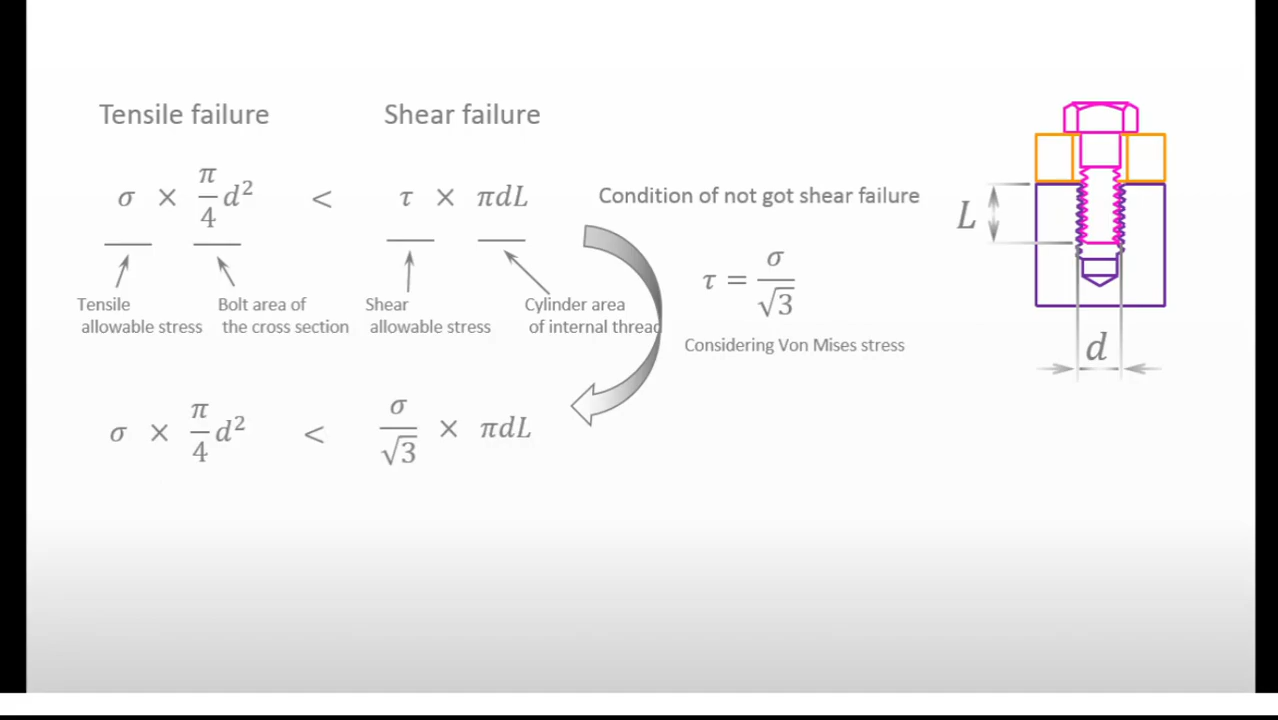 Tensile failure
Shear failure
σ × π/4 d² < τ × πdL
Condition of not got shear failure
τ = σ/√3
Considering Von Mises stress
Tensile
allowable stress
Bolt area of
the cross section
Shear
allowable stress
Cylinder area
of internal thread
σ × π/4 d² < σ/√3 × πdL
L
d